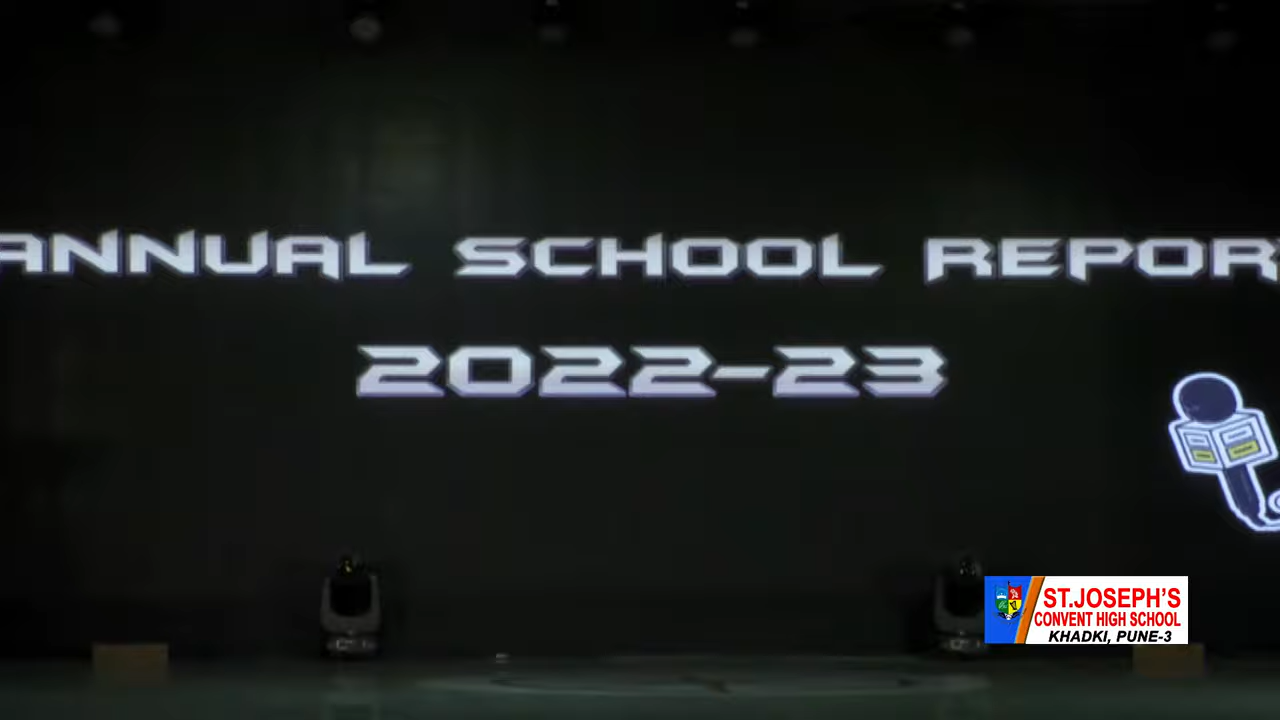 ANNUAL SCHOOL REPOR
2022-23
ST.JOSEPH'S
CONVENT HIGH SCHOOL
KHADKI, PUNE-3